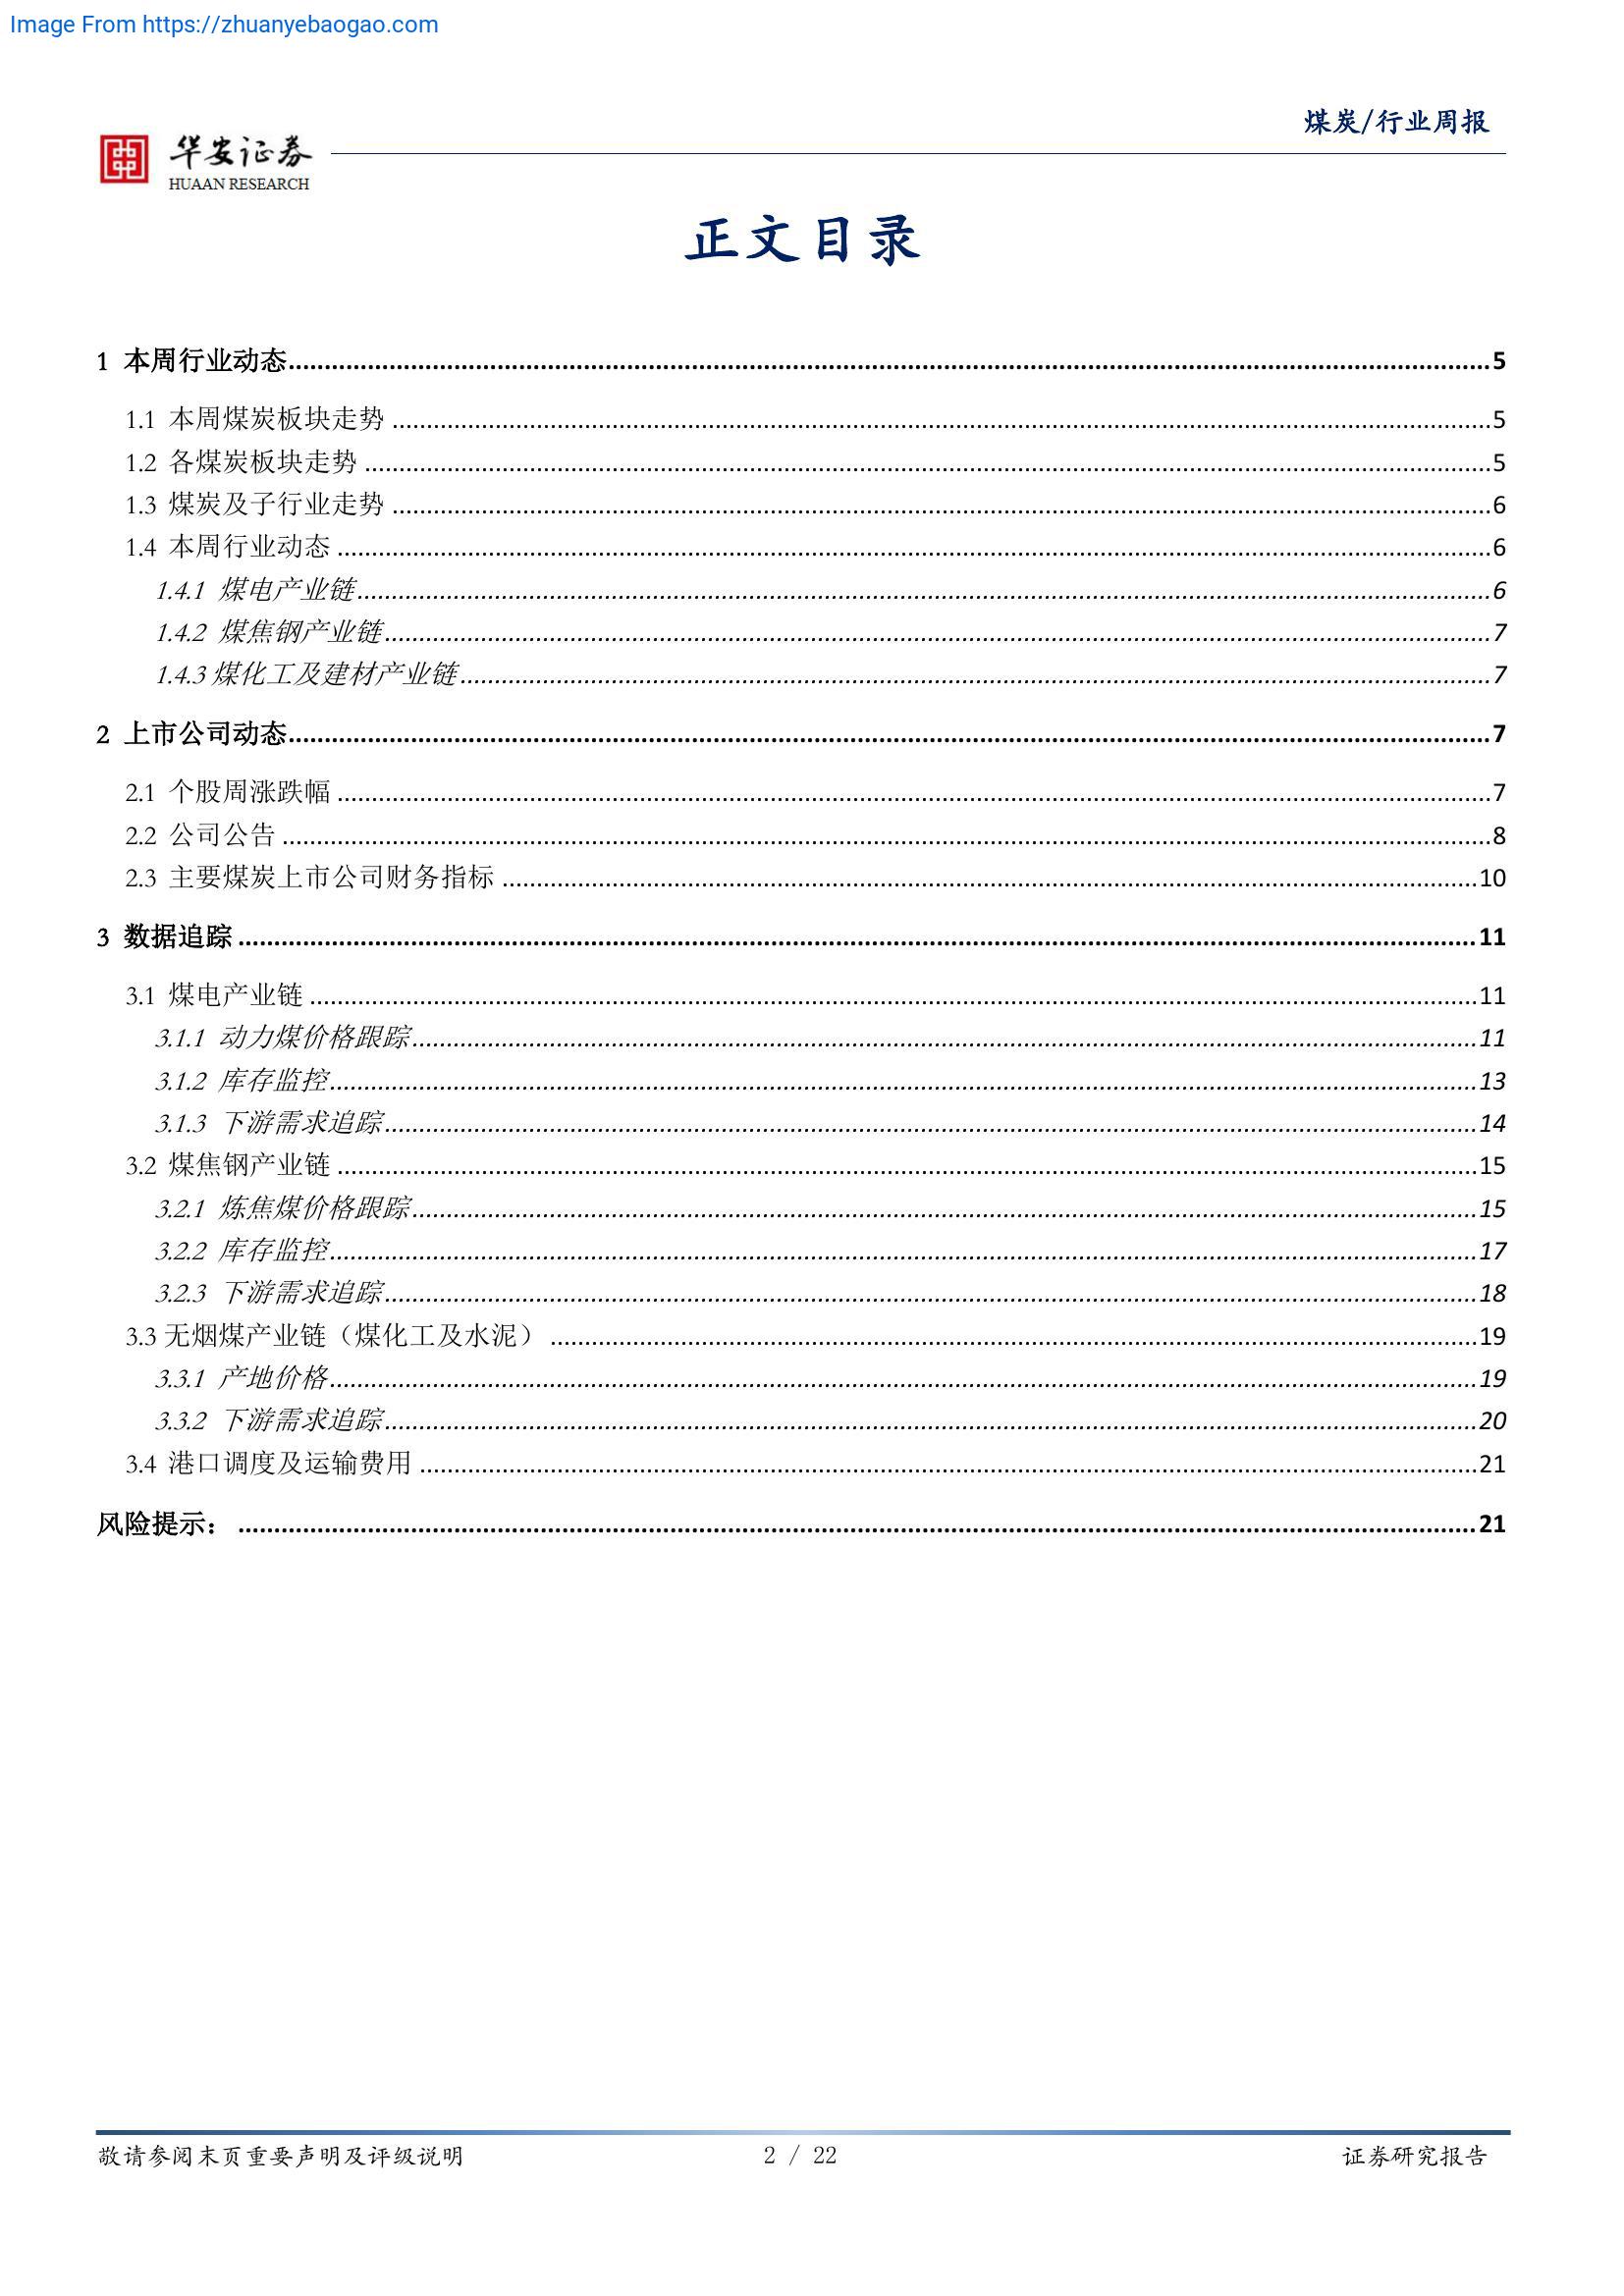 Image From https://zhuanyebaogao.com
煤炭/行业周报
华安证券
HUAAN RESEARCH
正文目录
1 本周行业动态 5
1.1 本周煤炭板块走势 5
1.2 各煤炭板块走势 5
1.3 煤炭及子行业走势 6
1.4 本周行业动态 6
1.4.1 煤电产业链 6
1.4.2 煤焦钢产业链 7
1.4.3煤化工及建材产业链 7
2 上市公司动态 7
2.1 个股周涨跌幅 7
2.2 公司公告 8
2.3 主要煤炭上市公司财务指标 10
3 数据追踪 11
3.1 煤电产业链 11
3.1.1 动力煤价格跟踪 11
3.1.2 库存监控 13
3.1.3 下游需求追踪 14
3.2 煤焦钢产业链 15
3.2.1 炼焦煤价格跟踪 15
3.2.2 库存监控 17
3.2.3 下游需求追踪 18
3.3无烟煤产业链（煤化工及水泥） 19
3.3.1 产地价格 19
3.3.2 下游需求追踪 20
3.4 港口调度及运输费用 21
风险提示： 21
敬请参阅末页重要声明及评级说明 2 / 22 证券研究报告